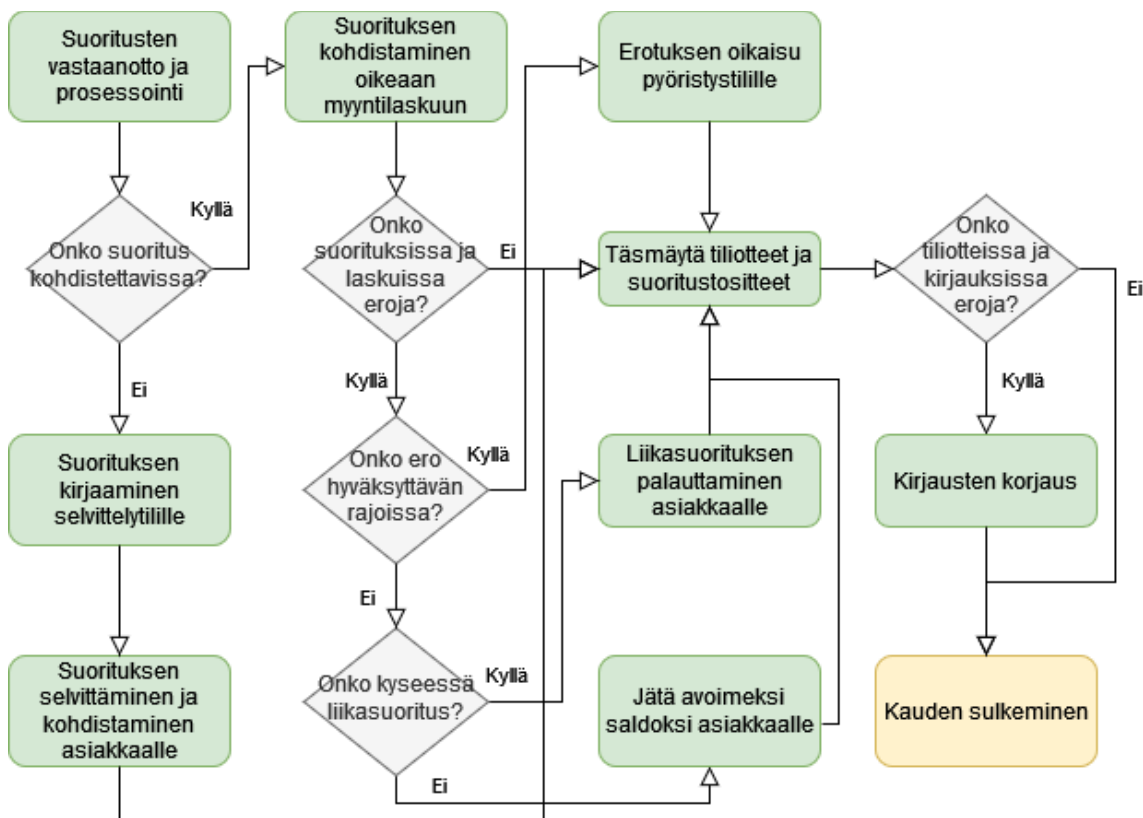 Suoritusten
vastaanotto ja
prosessointi
Suorituksen
kohdistaminen
oikeaan
myyntilaskuun
Erotuksen oikaisu
pyöristystilille
Kyllä
Onko suoritus
kohdistettavissa?
Onko
suorituksissa ja
laskuissa
eroja?
Ei
Täsmäytä tiliotteet ja
suoritustositteet
Onko
tiliotteissa ja
kirjauksissa
eroja?
Ei
Ei
Kyllä
Kyllä
Suorituksen
kirjaaminen
selvittelytilille
Onko ero
hyväksyttävän
rajoissa?
Kyllä
Liikasuorituksen
palauttaminen
asiakkaalle
Kirjausten korjaus
Ei
Suorituksen
selvittäminen ja
kohdistaminen
asiakkaalle
Onko kyseessä
liikasuoritus?
Kyllä
Jätä avoimeksi
saldoksi asiakkaalle
Kauden sulkeminen
Ei